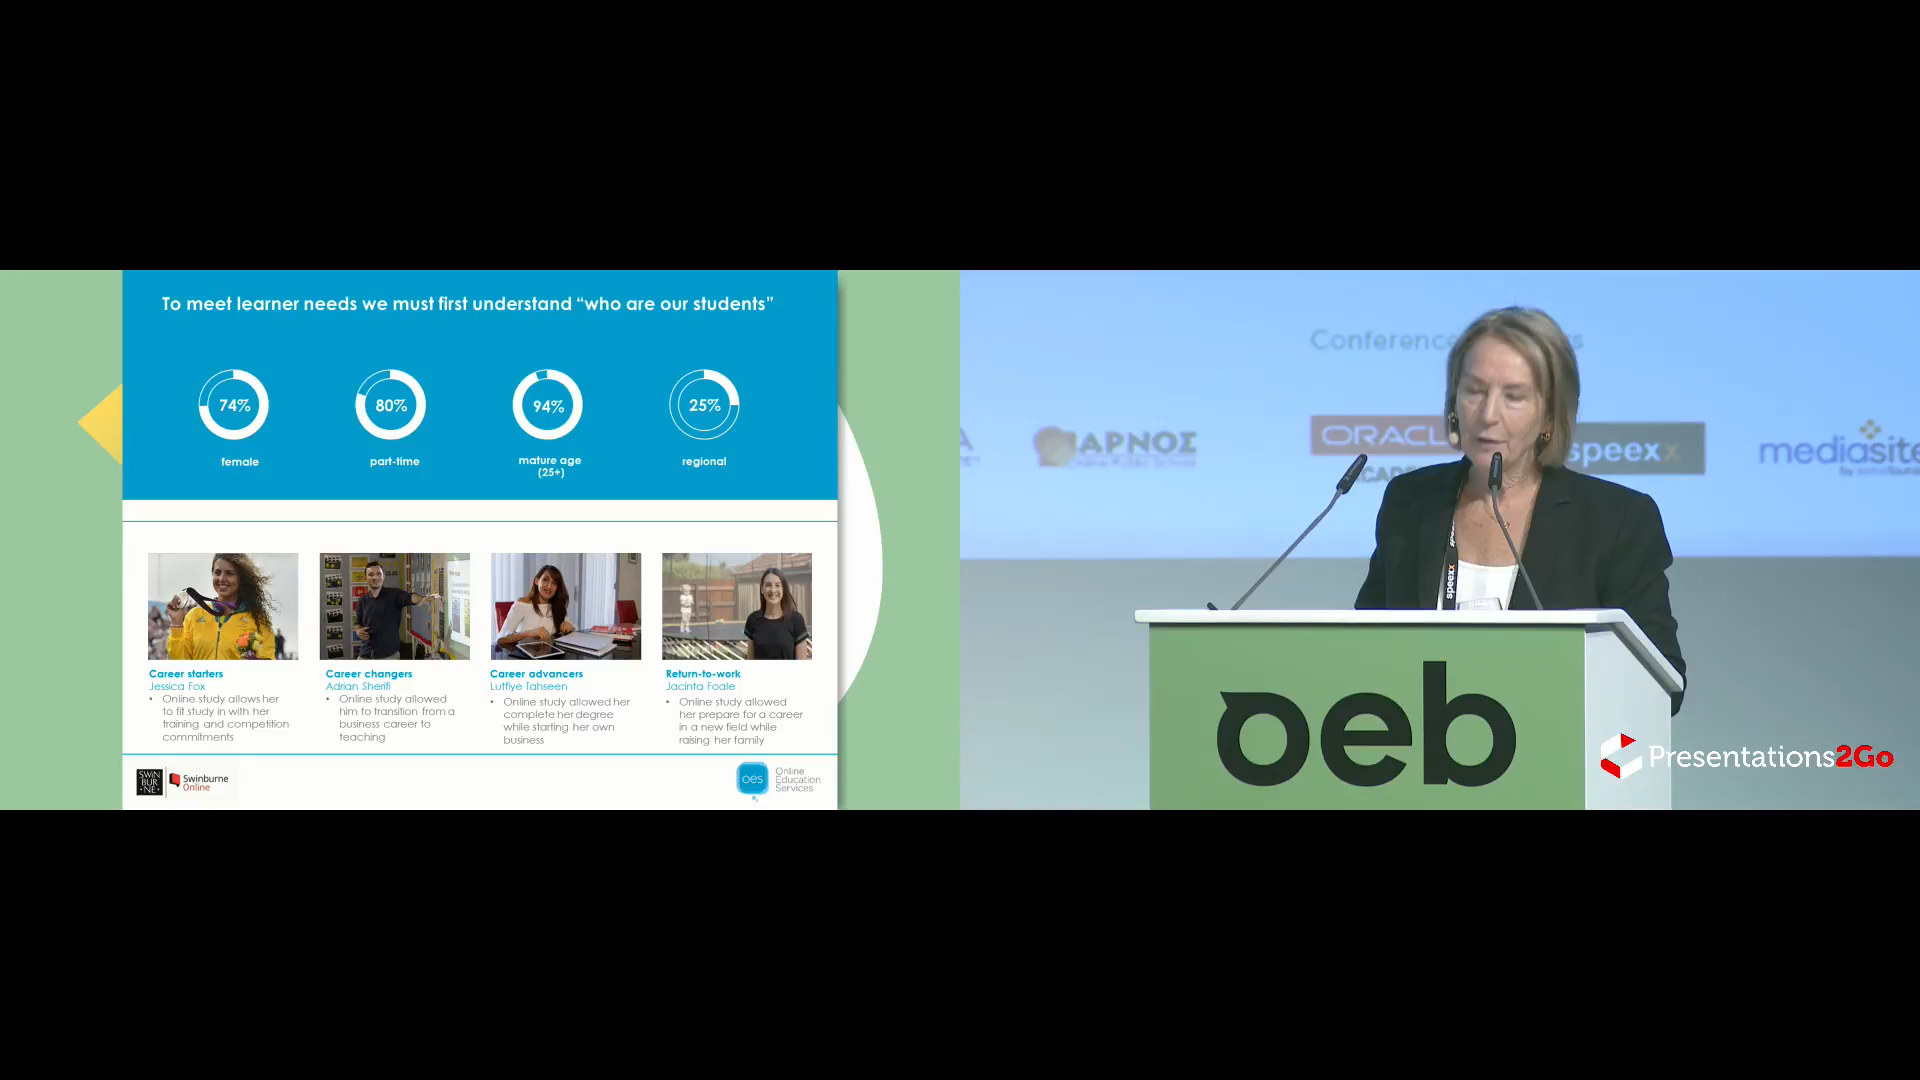 To meet learner needs we must first understand “who are our students”
74%
80%
94%
25%
female
part-time
mature age
(25+)
regional
Career starters
Jessica Fox
• Online study allows her
to fit study in with her
training and competition
commitments
Career changers
Adrian Sherifi
• Online study allowed
him to transition from a
business career to
teaching
Career advancers
Lutfiye Tahseen
• Online study allowed her
complete her degree
while starting her own
business
Return-to-work
Jacinta Foale
• Online study allowed
her prepare for a career
in a new field while
raising her family
SWIN
BUR
•NE•
Swinburne
Online
oes
Online
Education
Services
Conference
ΑΡΝΟΣ
ORACL
speexx
mediasite
speexx
oeb
Presentations2Go